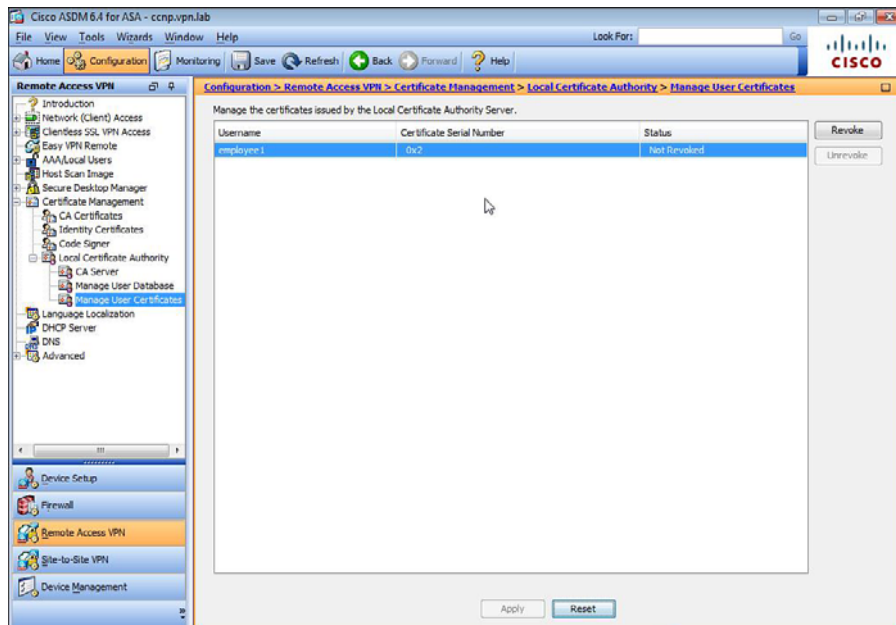 Cisco ASDM 6.4 for ASA - ccnp.vpn.lab
File View Tools Wizards Window Help
Look For:
Go
Home Configuration Monitoring Save Refresh Back Forward Help
CISCO
Remote Access VPN
Introduction
Network (Client) Access
Clientless SSL VPN Access
Easy VPN Remote
AAA/Local Users
Host Scan Image
Secure Desktop Manager
Certificate Management
CA Certificates
Identity Certificates
Code Signer
Local Certificate Authority
CA Server
Manage User Database
Manage User Certificates
Language Localization
DHCP Server
DNS
Advanced
Device Setup
Firewall
Remote Access VPN
Site-to-Site VPN
Device Management
Configuration > Remote Access VPN > Certificate Management > Local Certificate Authority > Manage User Certificates
Manage the certificates issued by the Local Certificate Authority Server.
Username Certificate Serial Number Status
employee1 0x2 Not Revoked
Revoke
Unrevoke
Apply Reset